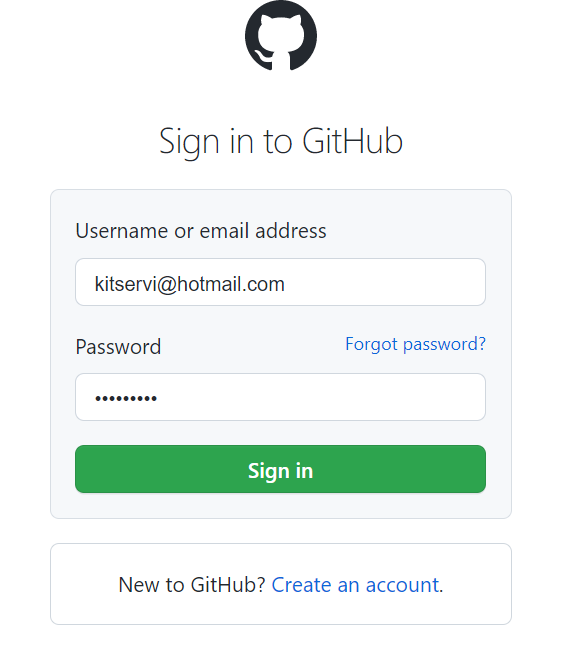 Sign in to GitHub
Username or email address
kitservi@hotmail.com
Password Forgot password?
•••••••••
Sign in
New to GitHub? Create an account.